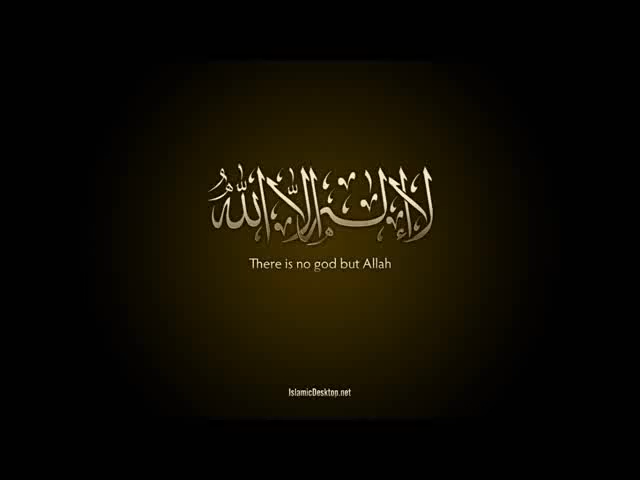 لا إله إلا الله
There is no god but Allah
IslamicDesktop.net